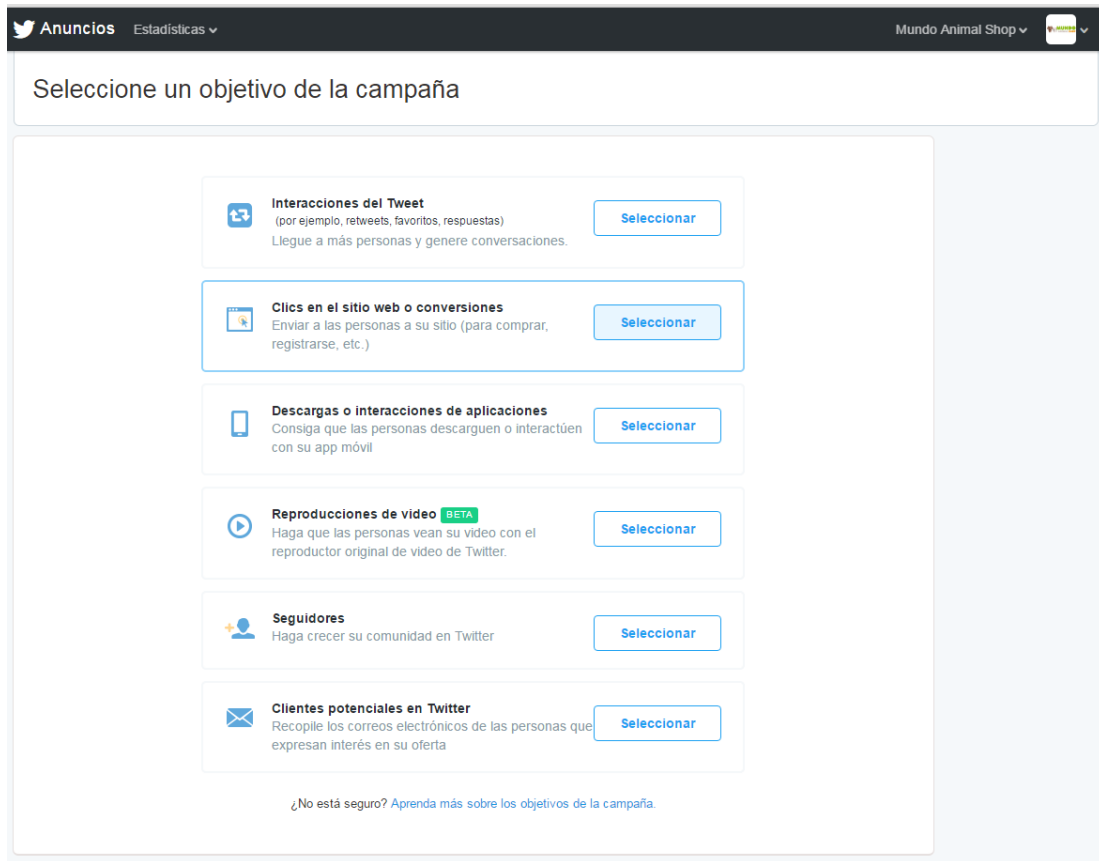 Anuncios Estadísticas Mundo Animal Shop
Seleccione un objetivo de la campaña
Interacciones del Tweet
(por ejemplo, retweets, favoritos, respuestas)
Llegue a más personas y genere conversaciones.
Seleccionar
Clics en el sitio web o conversiones
Enviar a las personas a su sitio (para comprar,
registrarse, etc.)
Seleccionar
Descargas o interacciones de aplicaciones
Consiga que las personas descarguen o interactúen
con su app móvil
Seleccionar
Reproducciones de video BETA
Haga que las personas vean su video con el
reproductor original de video de Twitter.
Seleccionar
Seguidores
Haga crecer su comunidad en Twitter
Seleccionar
Clientes potenciales en Twitter
Recopile los correos electrónicos de las personas que
expresan interés en su oferta
Seleccionar
¿No está seguro? Aprenda más sobre los objetivos de la campaña.